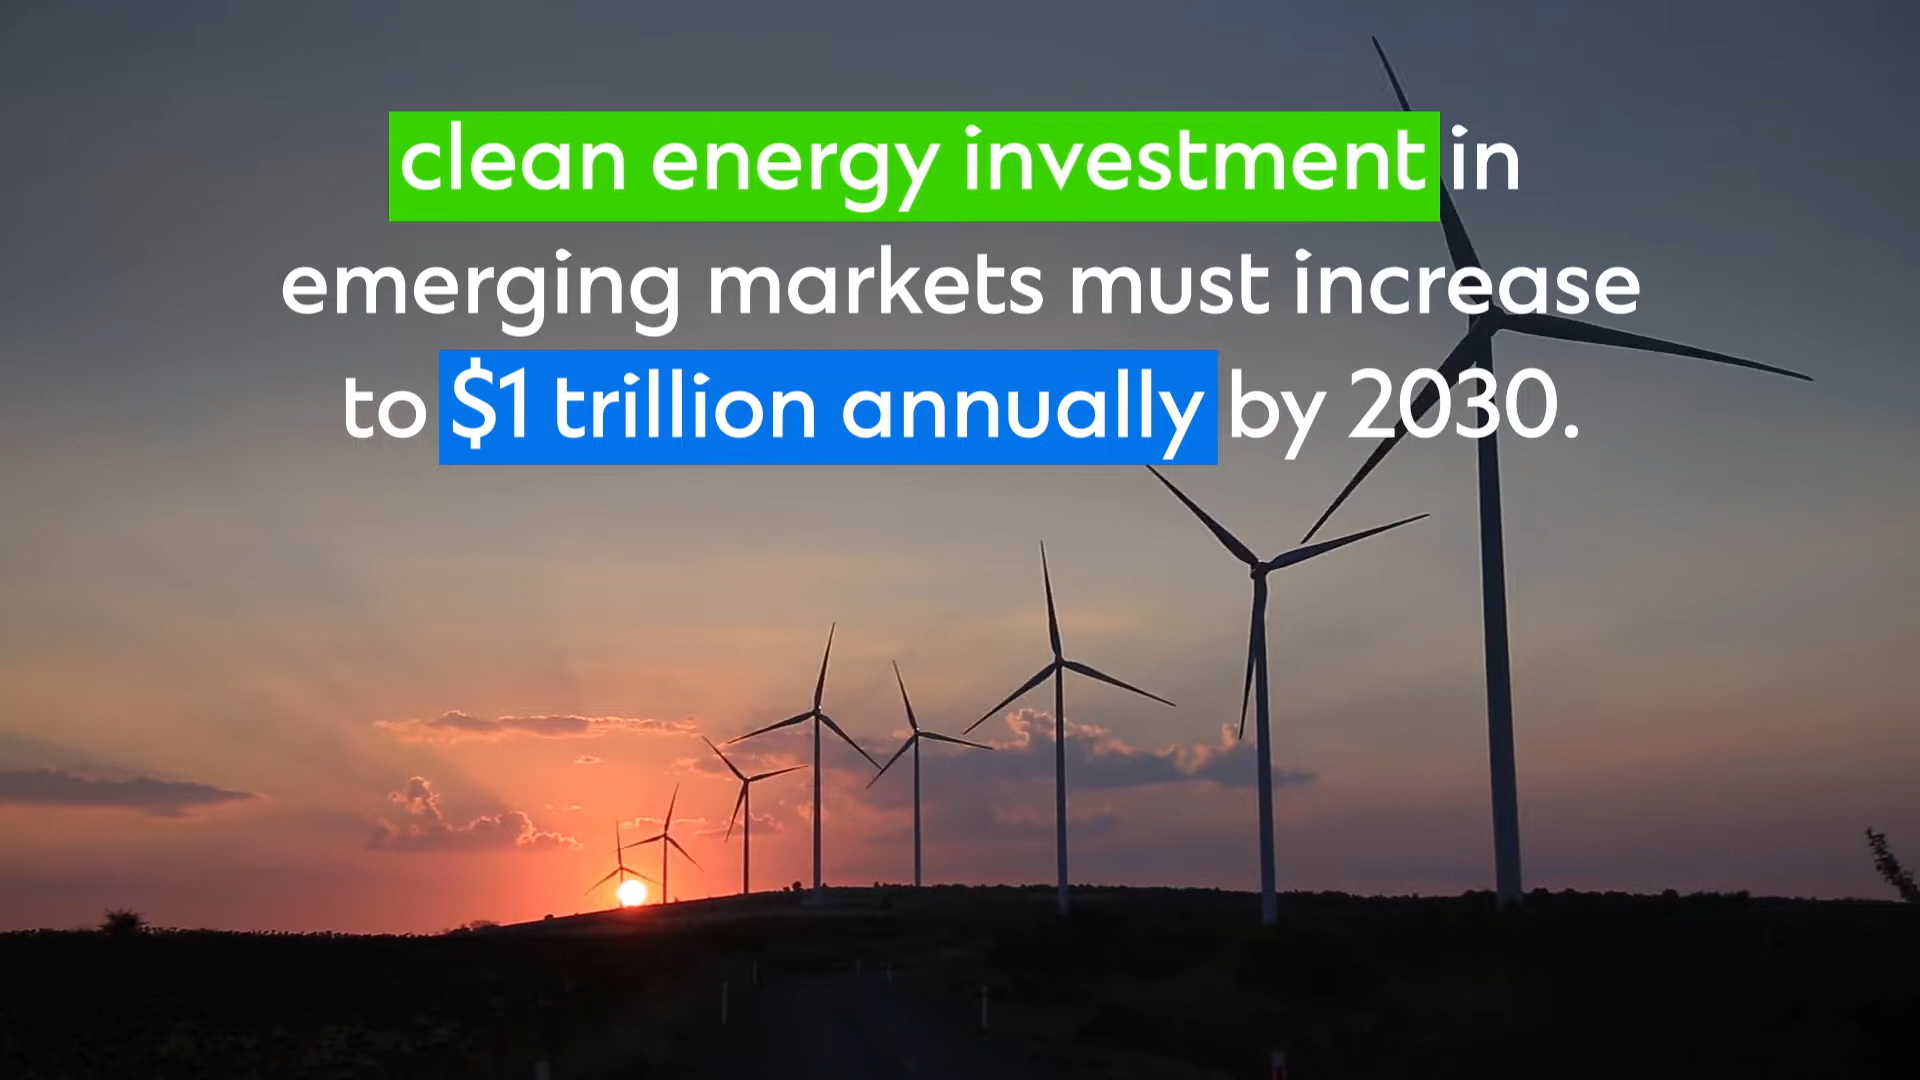 clean energy investment in
emerging markets must increase
to $1 trillion annually by 2030.